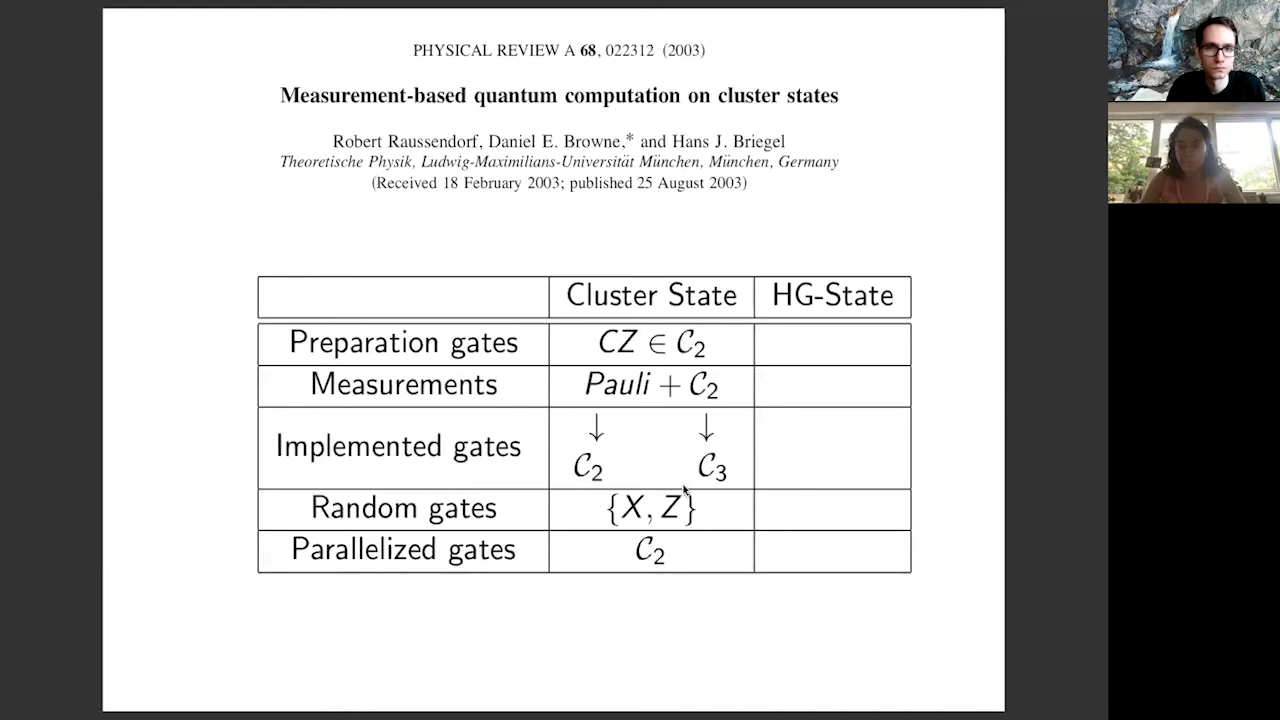 PHYSICAL REVIEW A 68, 022312 (2003)
Measurement-based quantum computation on cluster states
Robert Raussendorf, Daniel E. Browne,* and Hans J. Briegel
Theoretische Physik, Ludwig-Maximilians-Universität München, München, Germany
(Received 18 February 2003; published 25 August 2003)
Cluster State HG-State
Preparation gates CZ ∈ C₂
Measurements Pauli + C₂
↓ ↓
Implemented gates
C₂ C₃
Random gates {X, Z}
Parallelized gates C₂